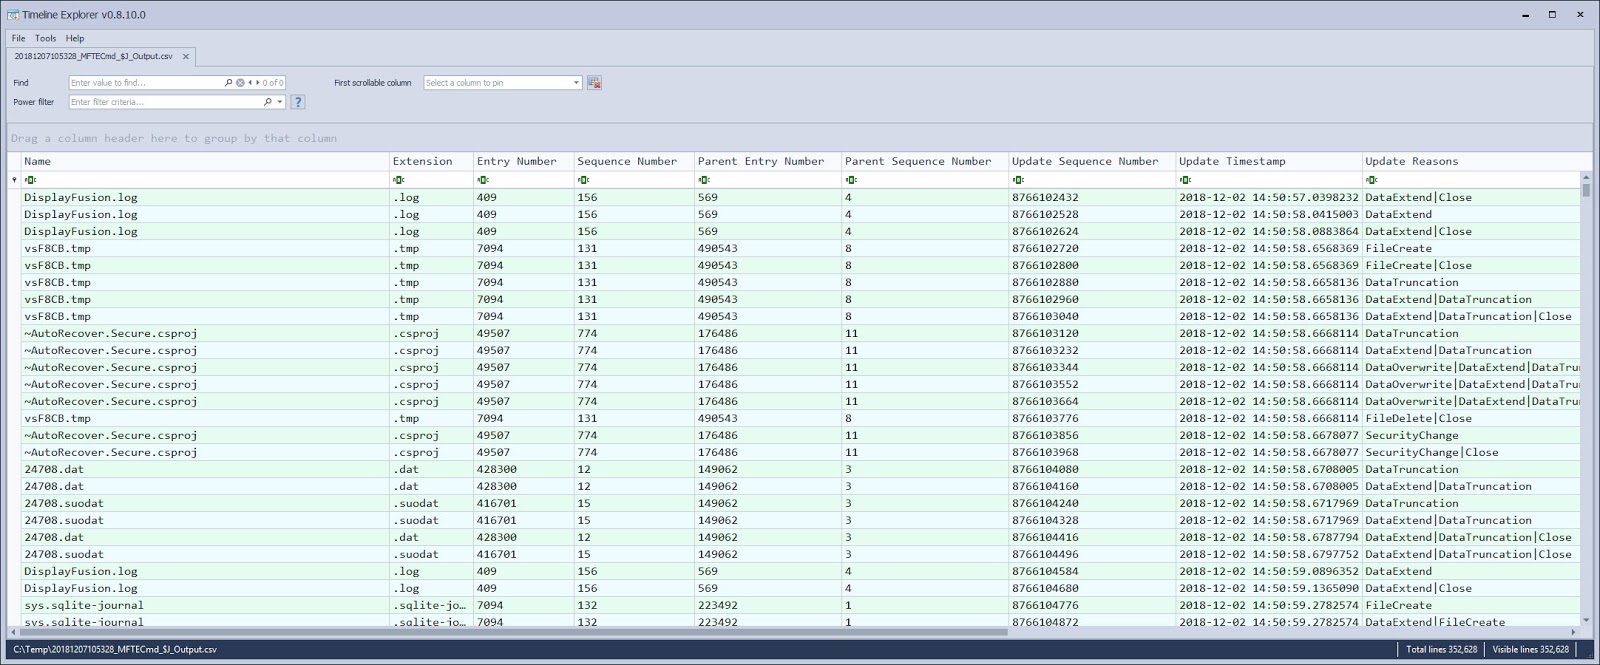 Timeline Explorer v0.8.10.0
File Tools Help
20181207105328_MFTECmd_$J_Output.csv
Find Enter value to find... 0 of 0 First scrollable column Select a column to pin
Power filter Enter filter criteria... ?
Drag a column header here to group by that column
Name Extension Entry Number Sequence Number Parent Entry Number Parent Sequence Number Update Sequence Number Update Timestamp Update Reasons
DisplayFusion.log .log 409 156 569 4 8766102432 2018-12-02 14:50:57.0398232 DataExtend|Close
DisplayFusion.log .log 409 156 569 4 8766102528 2018-12-02 14:50:58.0415003 DataExtend
DisplayFusion.log .log 409 156 569 4 8766102624 2018-12-02 14:50:58.0883864 DataExtend|Close
vsF8CB.tmp .tmp 7094 131 490543 8 8766102720 2018-12-02 14:50:58.6568369 FileCreate
vsF8CB.tmp .tmp 7094 131 490543 8 8766102800 2018-12-02 14:50:58.6568369 FileCreate|Close
vsF8CB.tmp .tmp 7094 131 490543 8 8766102880 2018-12-02 14:50:58.6658136 DataTruncation
vsF8CB.tmp .tmp 7094 131 490543 8 8766102960 2018-12-02 14:50:58.6658136 DataExtend|DataTruncation
vsF8CB.tmp .tmp 7094 131 490543 8 8766103040 2018-12-02 14:50:58.6658136 DataExtend|DataTruncation|Close
~AutoRecover.Secure.csproj .csproj 49507 774 176486 11 8766103120 2018-12-02 14:50:58.6668114 DataTruncation
~AutoRecover.Secure.csproj .csproj 49507 774 176486 11 8766103232 2018-12-02 14:50:58.6668114 DataExtend|DataTruncation
~AutoRecover.Secure.csproj .csproj 49507 774 176486 11 8766103344 2018-12-02 14:50:58.6668114 DataOverwrite|DataExtend|DataTru
~AutoRecover.Secure.csproj .csproj 49507 774 176486 11 8766103552 2018-12-02 14:50:58.6668114 DataOverwrite|DataExtend|DataTru
~AutoRecover.Secure.csproj .csproj 49507 774 176486 11 8766103664 2018-12-02 14:50:58.6668114 DataOverwrite|DataExtend|DataTru
vsF8CB.tmp .tmp 7094 131 490543 8 8766103776 2018-12-02 14:50:58.6668114 FileDelete|Close
~AutoRecover.Secure.csproj .csproj 49507 774 176486 11 8766103856 2018-12-02 14:50:58.6678077 SecurityChange
~AutoRecover.Secure.csproj .csproj 49507 774 176486 11 8766103968 2018-12-02 14:50:58.6678077 SecurityChange|Close
24708.dat .dat 428300 12 149062 3 8766104080 2018-12-02 14:50:58.6708005 DataTruncation
24708.dat .dat 428300 12 149062 3 8766104160 2018-12-02 14:50:58.6708005 DataExtend|DataTruncation
24708.suodat .suodat 416701 15 149062 3 8766104240 2018-12-02 14:50:58.6717969 DataTruncation
24708.suodat .suodat 416701 15 149062 3 8766104328 2018-12-02 14:50:58.6717969 DataExtend|DataTruncation
24708.dat .dat 428300 12 149062 3 8766104416 2018-12-02 14:50:58.6787794 DataExtend|DataTruncation|Close
24708.suodat .suodat 416701 15 149062 3 8766104496 2018-12-02 14:50:58.6797752 DataExtend|DataTruncation|Close
DisplayFusion.log .log 409 156 569 4 8766104584 2018-12-02 14:50:59.0896352 DataExtend
DisplayFusion.log .log 409 156 569 4 8766104680 2018-12-02 14:50:59.1365090 DataExtend|Close
sys.sqlite-journal .sqlite-jo… 7094 132 223492 1 8766104776 2018-12-02 14:50:59.2782574 FileCreate
sys.sqlite-journal .sqlite-jo… 7094 132 223492 1 8766104872 2018-12-02 14:50:59.2782574 DataExtend|FileCreate
C:\Temp\20181207105328_MFTECmd_$J_Output.csv Total lines 352,628 Visible lines 352,628